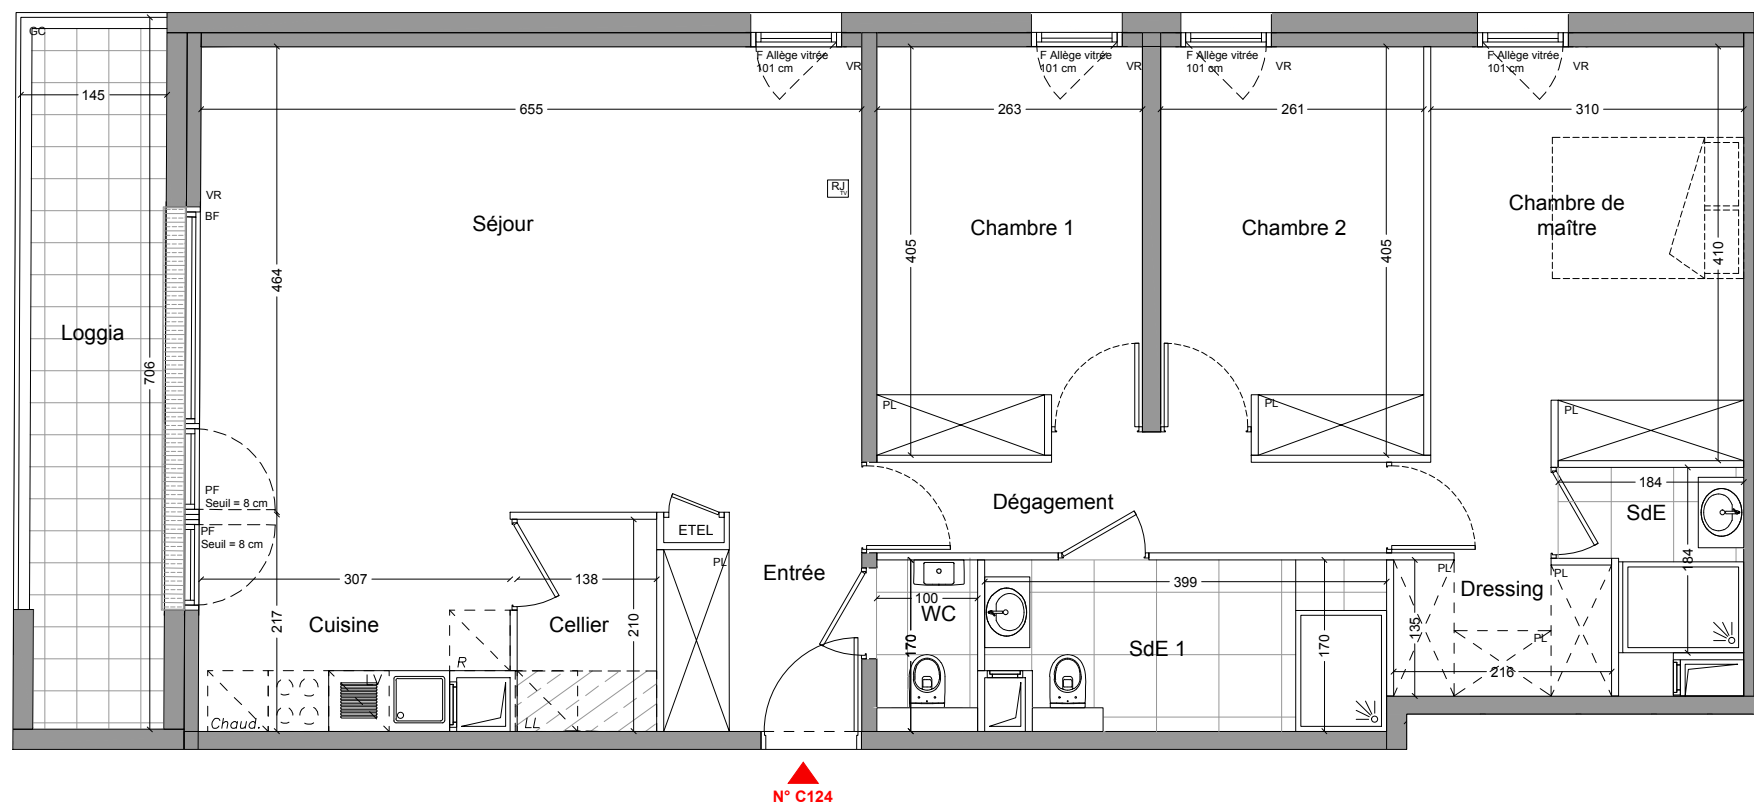 GC
F Allège vitrée
101 cm
VR
F Allège vitrée
101 cm
VR
F Allège vitrée
101 cm
VR
F Allège vitrée
101 cm
VR
145
655
263
261
310
VR
BF
RJ
TV
Séjour
Chambre 1
Chambre 2
Chambre de
maître
405
405
410
464
Loggia
706
PL
PL
PL
PF
Seuil = 8 cm
PF
Seuil = 8 cm
ETEL
Dégagement
184
SdE
184
307
138
PL
Entrée
399
100
WC
PL
PL
Dressing
PL
217
Cuisine
Cellier
210
170
SdE 1
170
135
216
R
LV
Chaud.
LL
N° C124